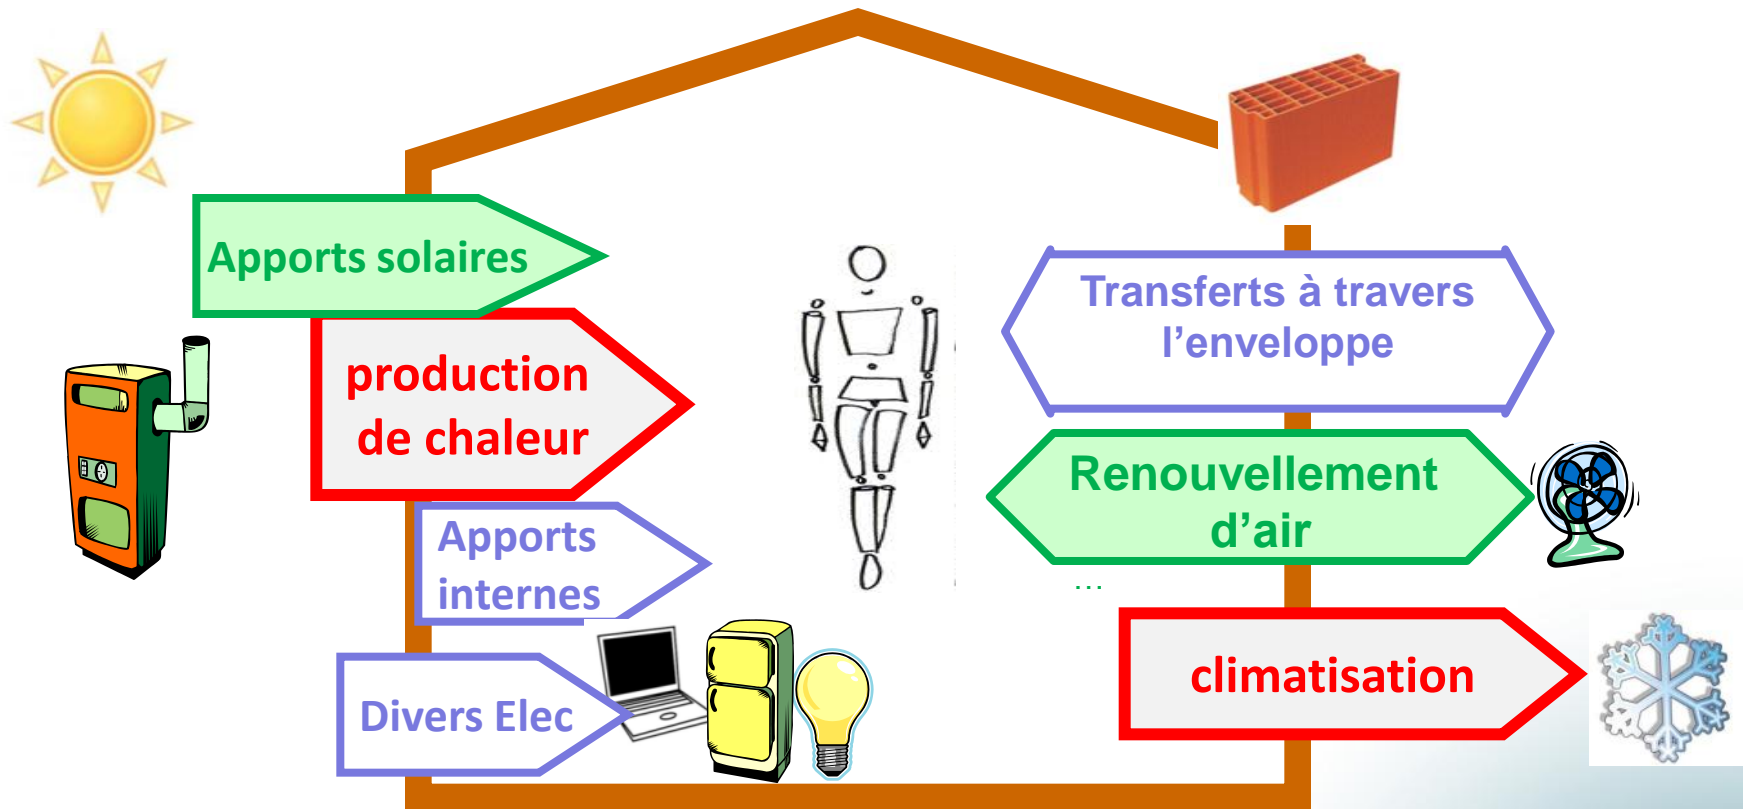 Apports solaires
production
de chaleur
Apports
internes
Divers Elec
Transferts à travers
l’enveloppe
Renouvellement
d’air
...
climatisation